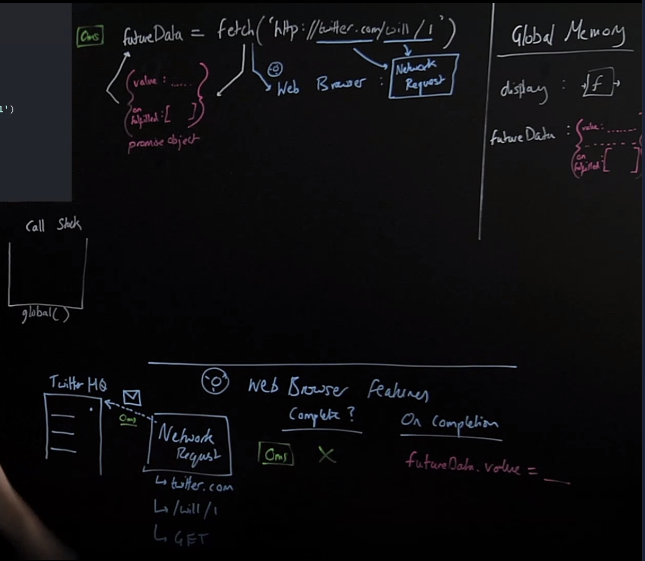 0ms futureData = fetch('http://twitter.com/will/1')
{ value : ......
on fulfilled : [ ] }
promise object
Web Browser :
Network
Request
Global Memory
display : f
futureData : { value : .......
on fulfilled : [ ]
1')
Call Stack
global()
Twitter HQ
0ms
Network
Request
↳ twitter.com
↳ /will/1
↳ GET
Web Browser Features
Complete?
0ms X
On completion
futureData.value = __